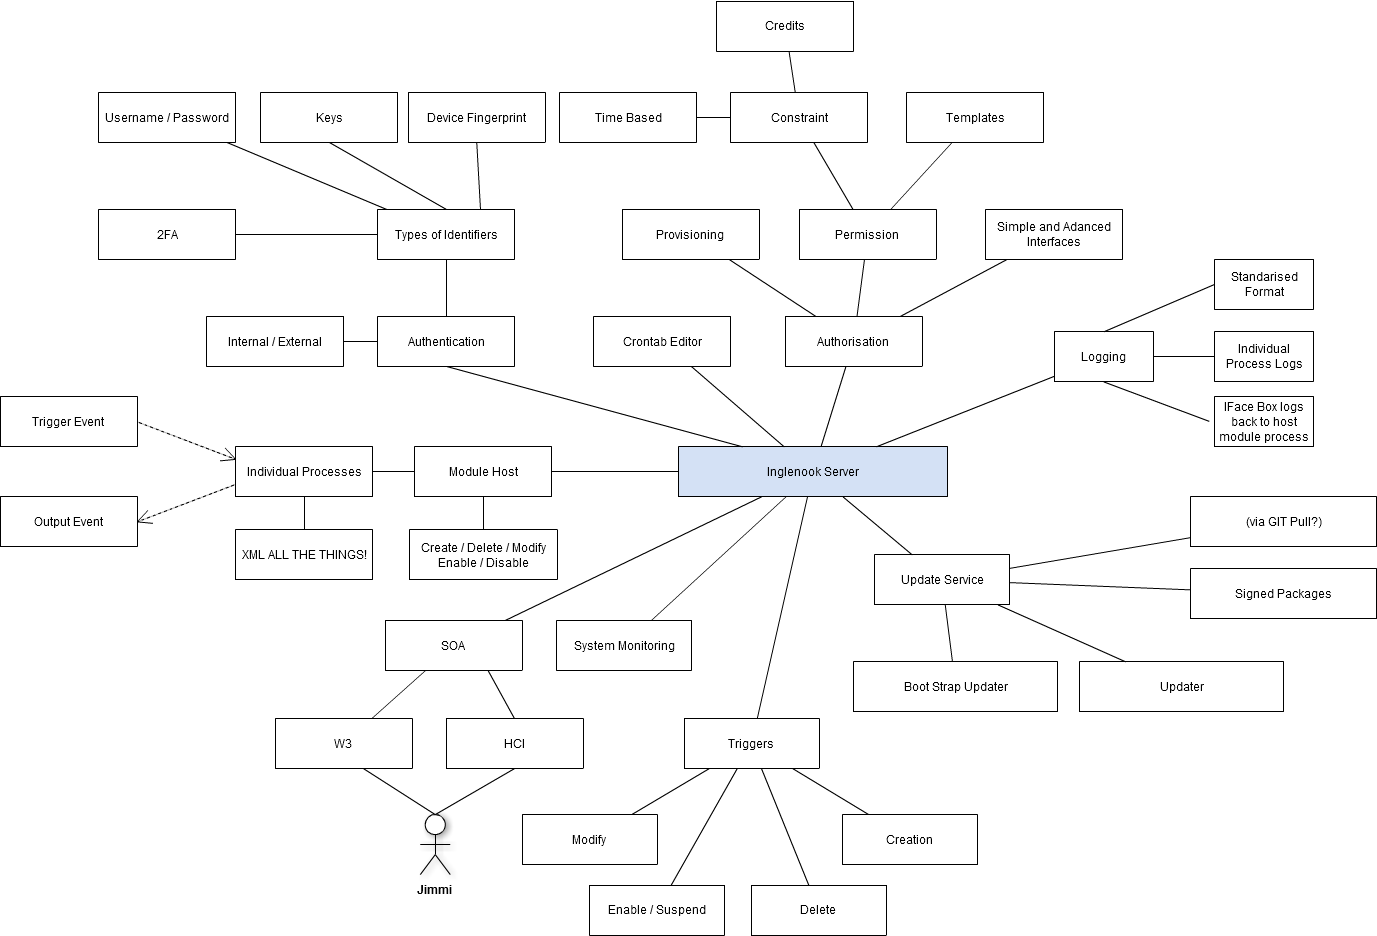 Credits
Username / Password
Keys
Device Fingerprint
Time Based
Constraint
Templates
2FA
Types of Identifiers
Provisioning
Permission
Simple and Adanced
Interfaces
Standarised
Format
Internal / External
Authentication
Crontab Editor
Authorisation
Logging
Individual
Process Logs
IFace Box logs
back to host
module process
Trigger Event
Individual Processes
Module Host
Inglenook Server
Output Event
XML ALL THE THINGS!
Create / Delete / Modify
Enable / Disable
(via GIT Pull?)
Update Service
Signed Packages
SOA
System Monitoring
Boot Strap Updater
Updater
W3
HCI
Triggers
Modify
Creation
Jimmi
Enable / Suspend
Delete